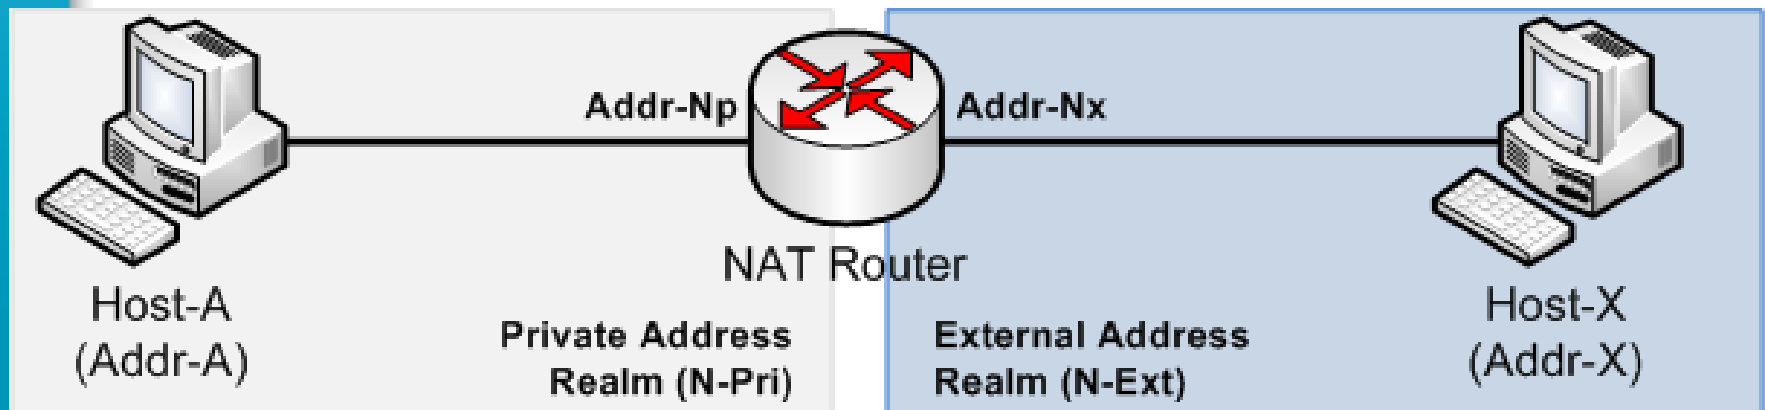 Addr-Np
Addr-Nx
NAT Router
Host-A
(Addr-A)
Private Address
Realm (N-Pri)
External Address
Realm (N-Ext)
Host-X
(Addr-X)